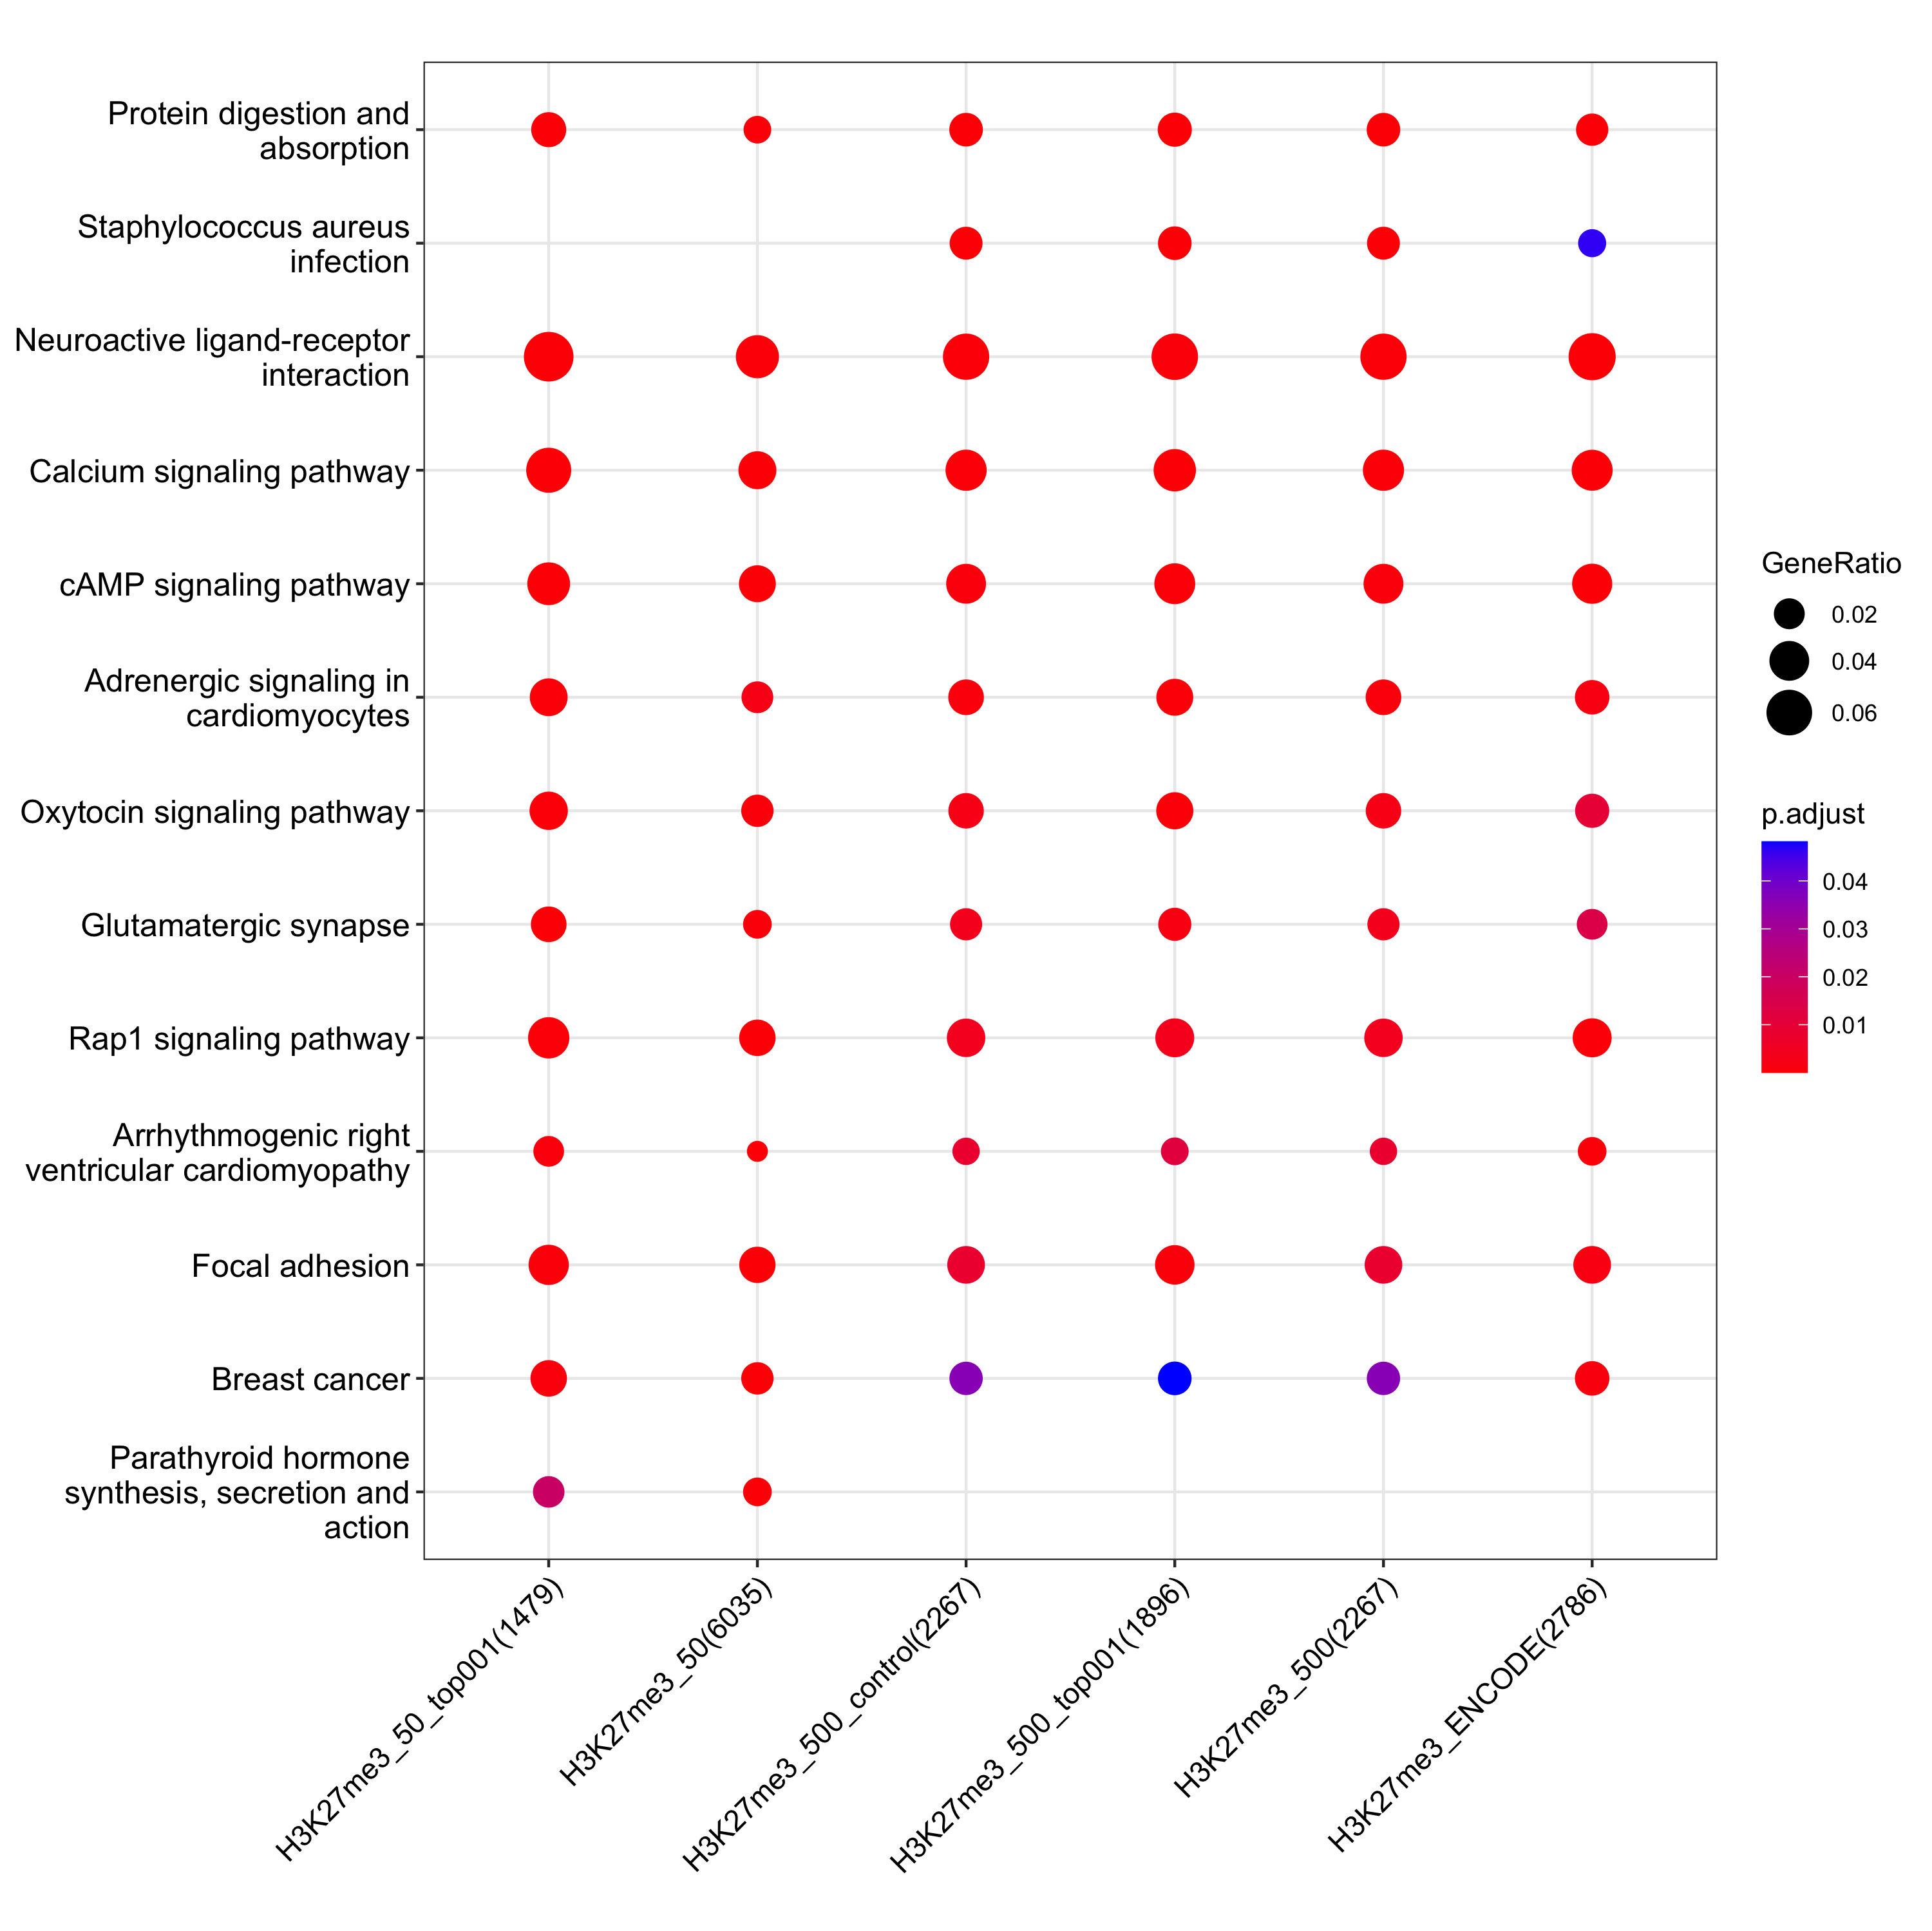 Protein digestion and
absorption
Staphylococcus aureus
infection
Neuroactive ligand-receptor
interaction
Calcium signaling pathway
cAMP signaling pathway
Adrenergic signaling in
cardiomyocytes
Oxytocin signaling pathway
Glutamatergic synapse
Rap1 signaling pathway
Arrhythmogenic right
ventricular cardiomyopathy
Focal adhesion
Breast cancer
Parathyroid hormone
synthesis, secretion and
action
H3K27me3_50_top001(1479)
H3K27me3_50(6035)
H3K27me3_500_control(2267)
H3K27me3_500_top001(1896)
H3K27me3_500(2267)
H3K27me3_ENCODE(2786)
GeneRatio
0.02
0.04
0.06
p.adjust
0.04
0.03
0.02
0.01